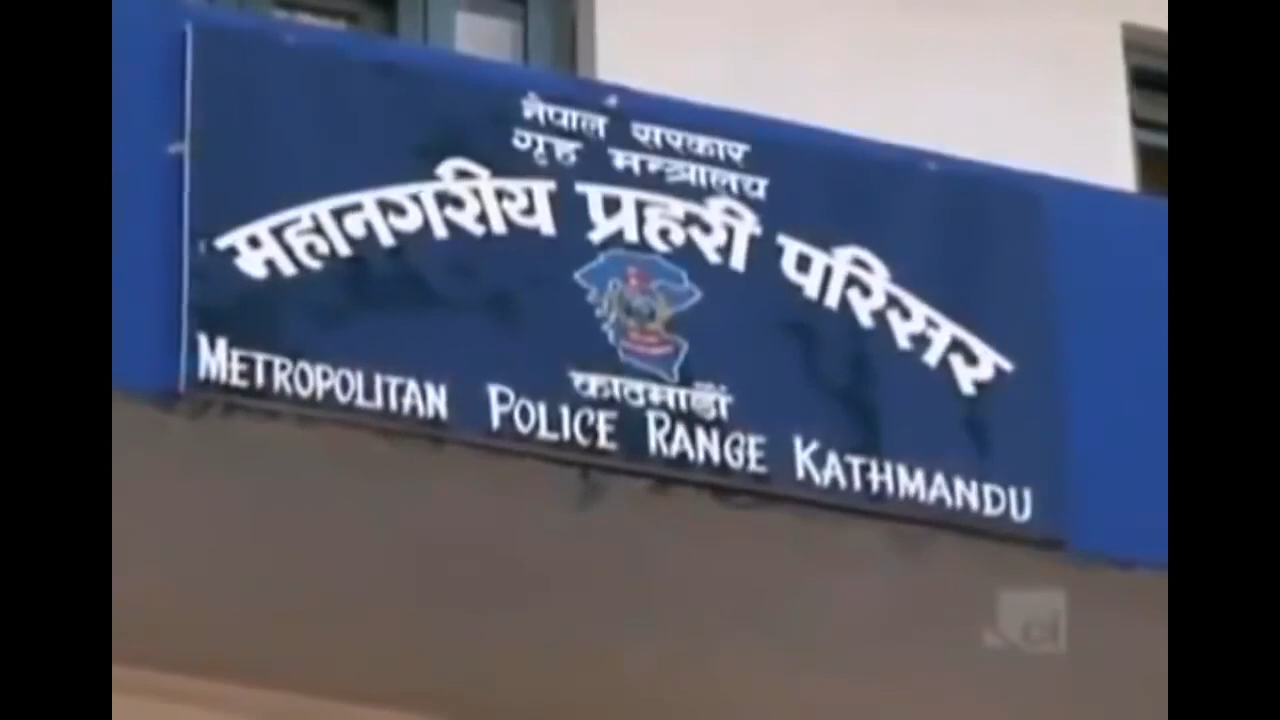 नेपाल सरकार
गृह मन्त्रालय
महानगरीय प्रहरी परिसर
काठमाडौं
METROPOLITAN POLICE RANGE KATHMANDU